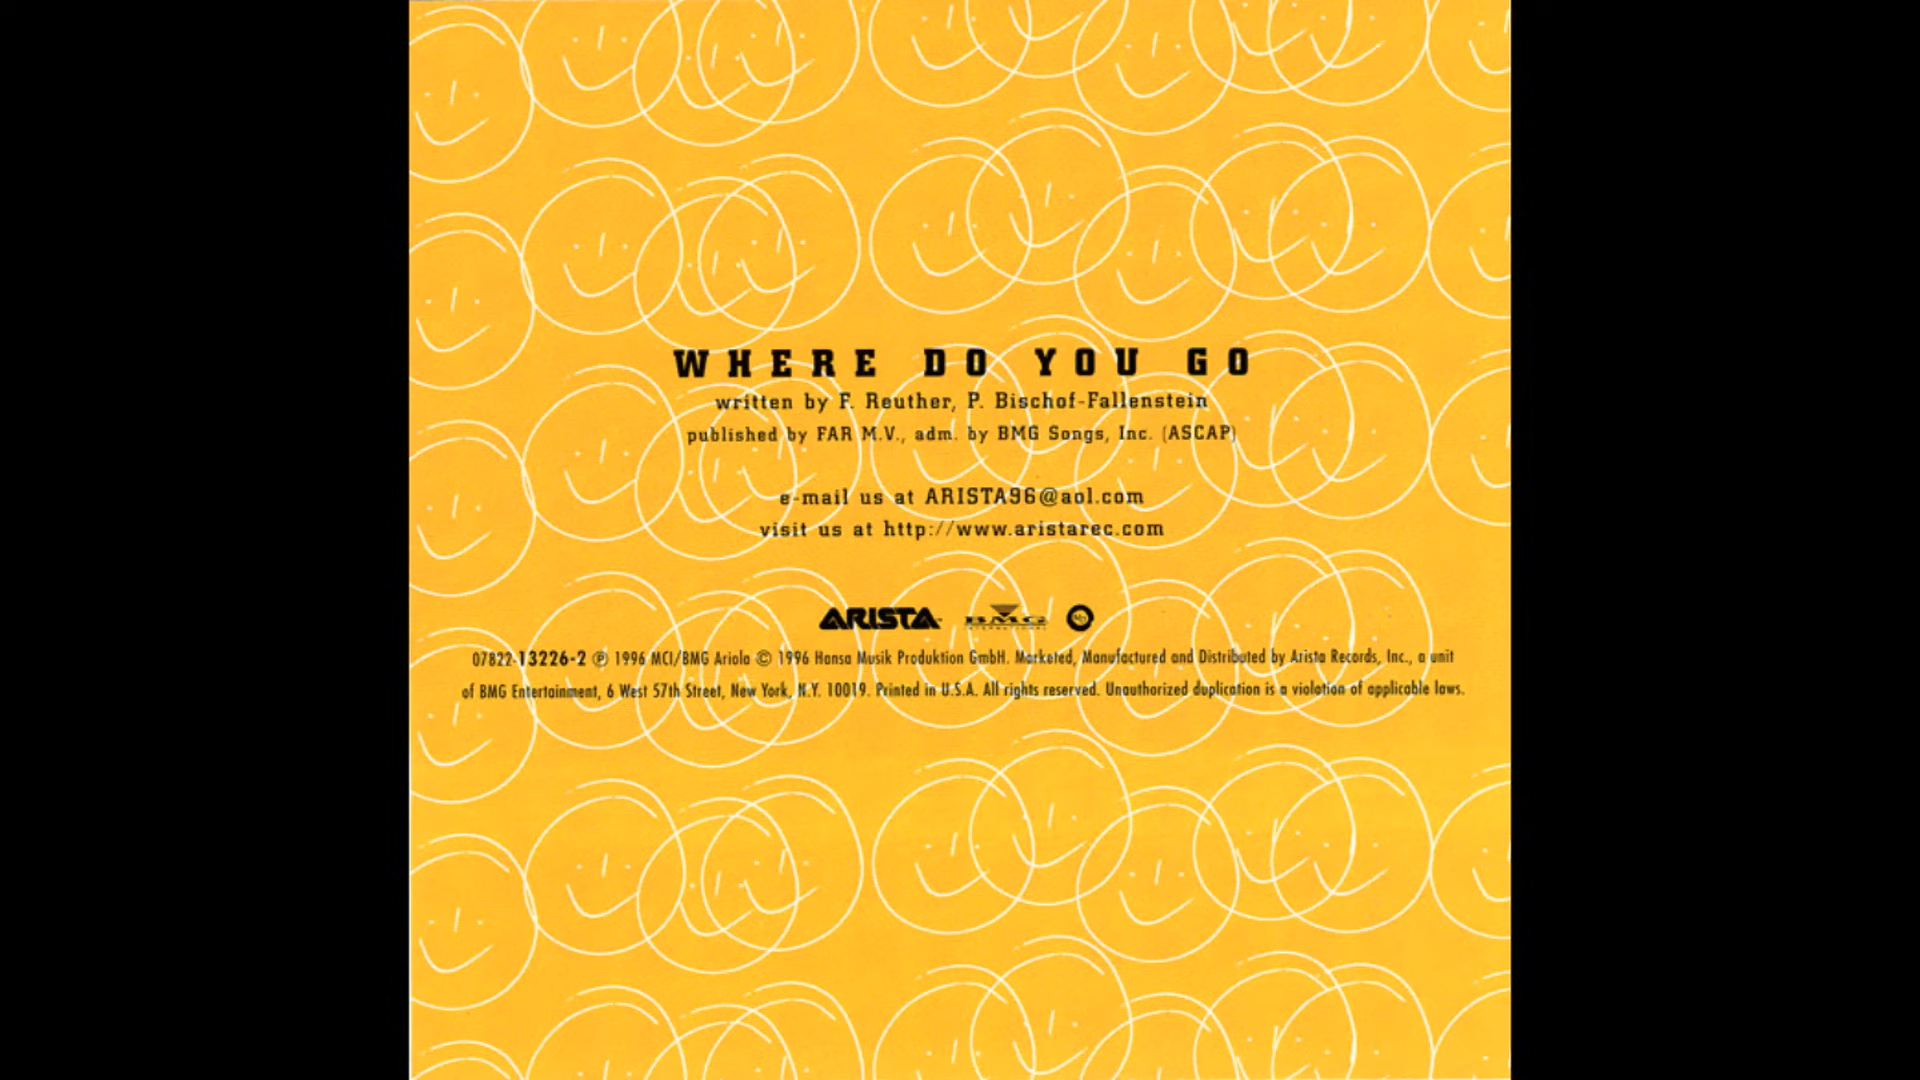 WHERE DO YOU GO
written by F. Reuther, P. Bischof-Fallenstein
published by FAR M.V., adm. by BMG Songs, Inc. (ASCAP)
e-mail us at ARISTA96@aol.com
visit us at http://www.aristarec.com
ARISTA BMG
07822-13226-2 ℗ 1996 MCI/BMG Ariola © 1996 Hansa Musik Produktion GmbH. Marketed, Manufactured and Distributed by Arista Records, Inc., a unit
of BMG Entertainment, 6 West 57th Street, New York, N.Y. 10019. Printed in U.S.A. All rights reserved. Unauthorized duplication is a violation of applicable laws.